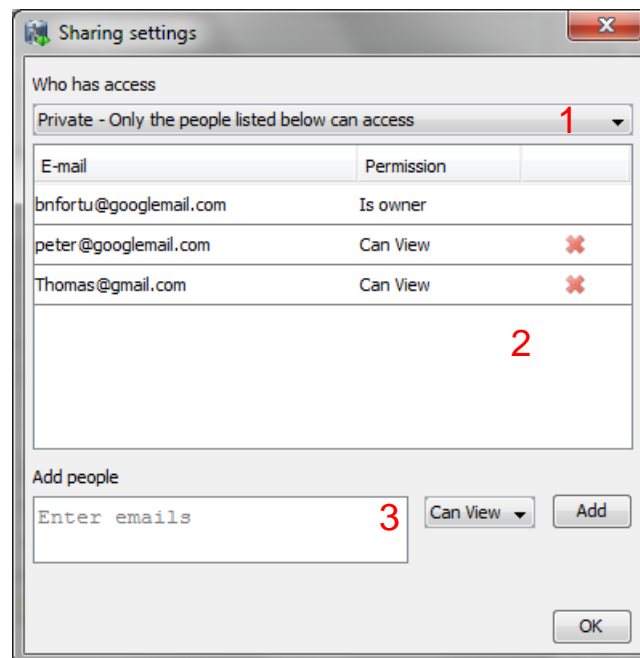 Sharing settings
Who has access
Private - Only the people listed below can access 1
E-mail Permission
bnfortu@googlemail.com Is owner
peter@googlemail.com Can View
Thomas@gmail.com Can View
2
Add people
Enter emails 3 Can View Add
OK